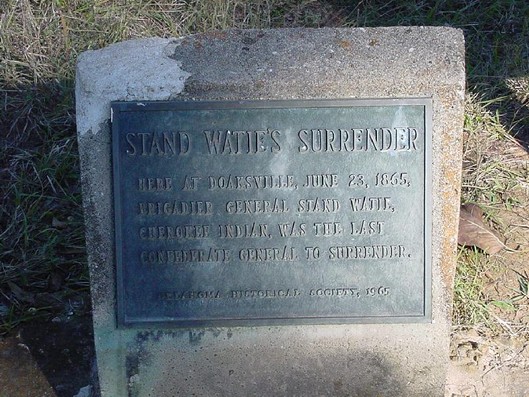 STAND WATIE'S SURRENDER
HERE AT DOAKSVILLE, JUNE 23, 1865,
BRIGADIER GENERAL STAND WATIE,
CHEROKEE INDIAN, WAS THE LAST
CONFEDERATE GENERAL TO SURRENDER.
OKLAHOMA HISTORICAL SOCIETY, 1965